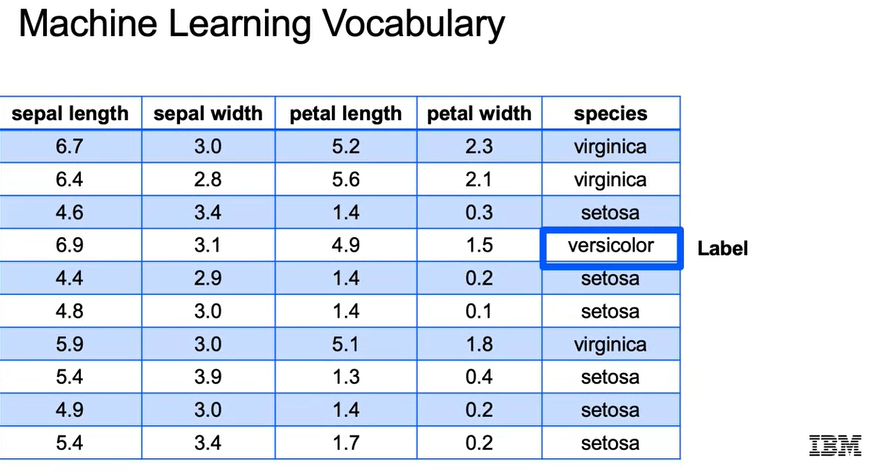 Machine Learning Vocabulary
sepal length sepal width petal length petal width species
6.7 3.0 5.2 2.3 virginica
6.4 2.8 5.6 2.1 virginica
4.6 3.4 1.4 0.3 setosa
6.9 3.1 4.9 1.5 versicolor Label
4.4 2.9 1.4 0.2 setosa
4.8 3.0 1.4 0.1 setosa
5.9 3.0 5.1 1.8 virginica
5.4 3.9 1.3 0.4 setosa
4.9 3.0 1.4 0.2 setosa
5.4 3.4 1.7 0.2 setosa
IBM